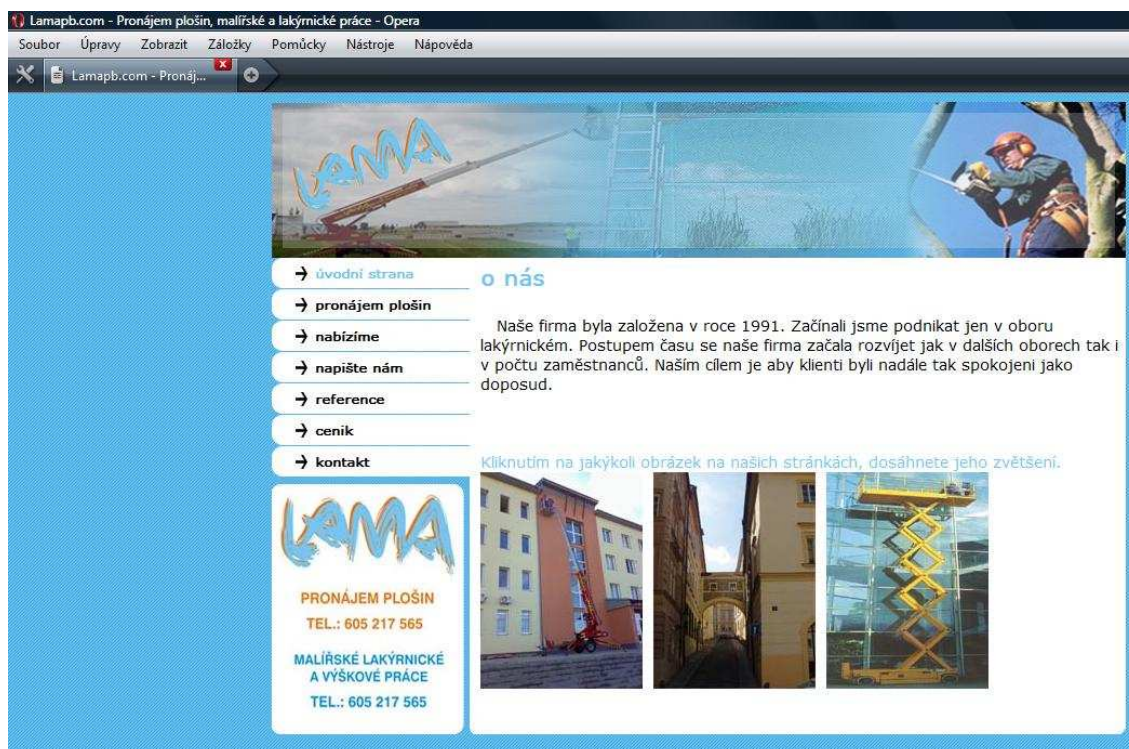 Lamapb.com - Pronájem plošin, malířské a lakýrnické práce - Opera
Soubor Úpravy Zobrazit Záložky Pomůcky Nástroje Nápověda
Lamapb.com - Pronáj...
LAMA
úvodní strana
pronájem plošin
nabízíme
napište nám
reference
ceník
kontakt
o nás
Naše firma byla založena v roce 1991. Začínali jsme podnikat jen v oboru
lakýrnickém. Postupem času se naše firma začala rozvíjet jak v dalších oborech tak i
v počtu zaměstnanců. Naším cílem je aby klienti byli nadále tak spokojeni jako
doposud.
Kliknutím na jakýkoli obrázek na našich stránkách, dosáhnete jeho zvětšení.
LAMA
PRONÁJEM PLOŠIN
TEL.: 605 217 565
MALÍŘSKÉ LAKÝRNICKÉ
A VÝŠKOVÉ PRÁCE
TEL.: 605 217 565